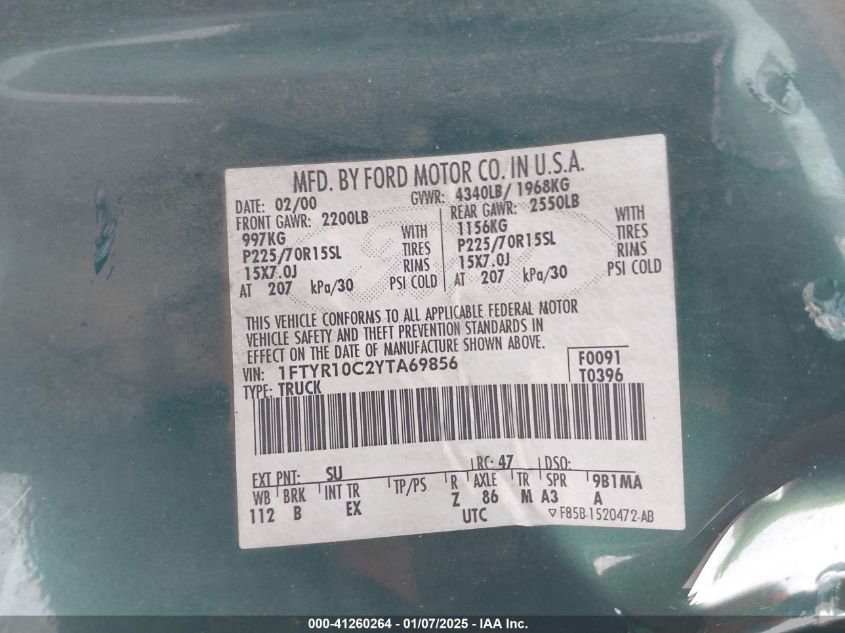 MFD. BY FORD MOTOR CO. IN U.S.A.
DATE: 02/00 GVWR: 4340LB/ 1968KG
FRONT GAWR: 2200LB REAR GAWR: 2550LB
997KG WITH 1156KG WITH
P225/70R15SL TIRES P225/70R15SL TIRES
15X7.0J RIMS 15X7.0J RIMS
AT 207 kPa/30 PSI COLD AT 207 kPa/30 PSI COLD
THIS VEHICLE CONFORMS TO ALL APPLICABLE FEDERAL MOTOR
VEHICLE SAFETY AND THEFT PREVENTION STANDARDS IN
EFFECT ON THE DATE OF MANUFACTURE SHOWN ABOVE.
VIN: 1FTYR10C2YTA69856 F0091
TYPE: TRUCK T0396
EXT PNT: SU RC: 47 DSO:
WB BRK INT TR TP/PS R AXLE TR SPR 9B1MA
112 B EX Z 86 M A3 A
UTC ▽ F85B-1520472-AB
000-41260264 - 01/07/2025 - IAA Inc.